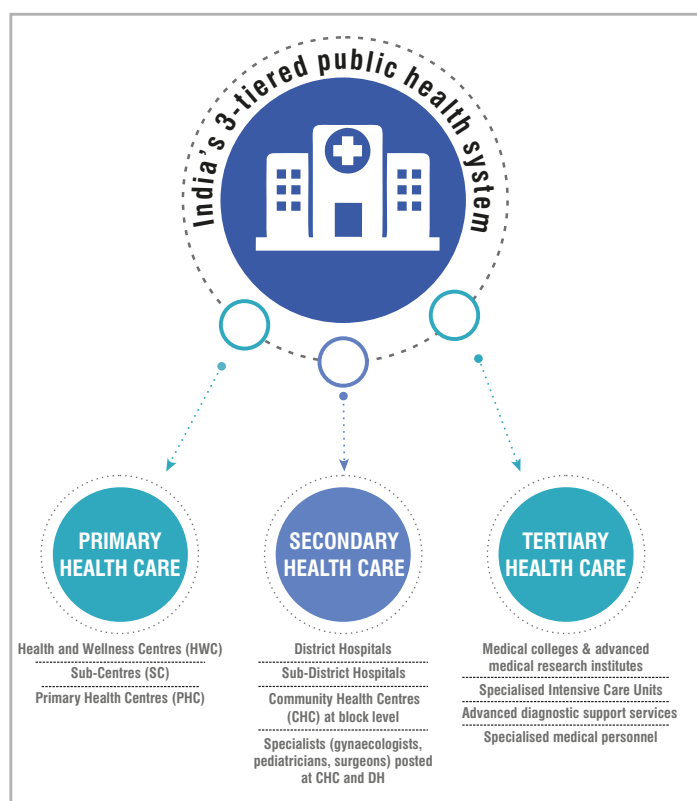 India's 3-tiered public health system
PRIMARY
HEALTH CARE
Health and Wellness Centres (HWC)
Sub-Centres (SC)
Primary Health Centres (PHC)
SECONDARY
HEALTH CARE
District Hospitals
Sub-District Hospitals
Community Health Centres
(CHC) at block level
Specialists (gynaecologists,
pediatricians, surgeons) posted
at CHC and DH
TERTIARY
HEALTH CARE
Medical colleges & advanced
medical research institutes
Specialised Intensive Care Units
Advanced diagnostic support services
Specialised medical personnel